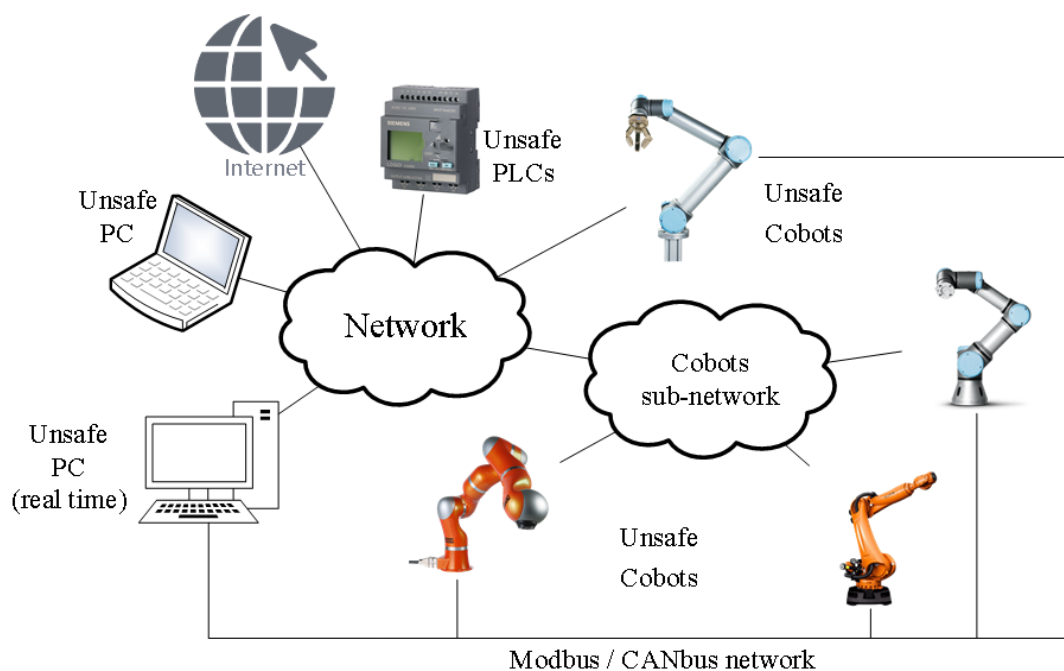 Internet
SIEMENS
Unsafe
PLCs
Unsafe
PC
Unsafe
Cobots
Network
Cobots
sub-network
Unsafe
PC
(real time)
Unsafe
Cobots
Modbus / CANbus network